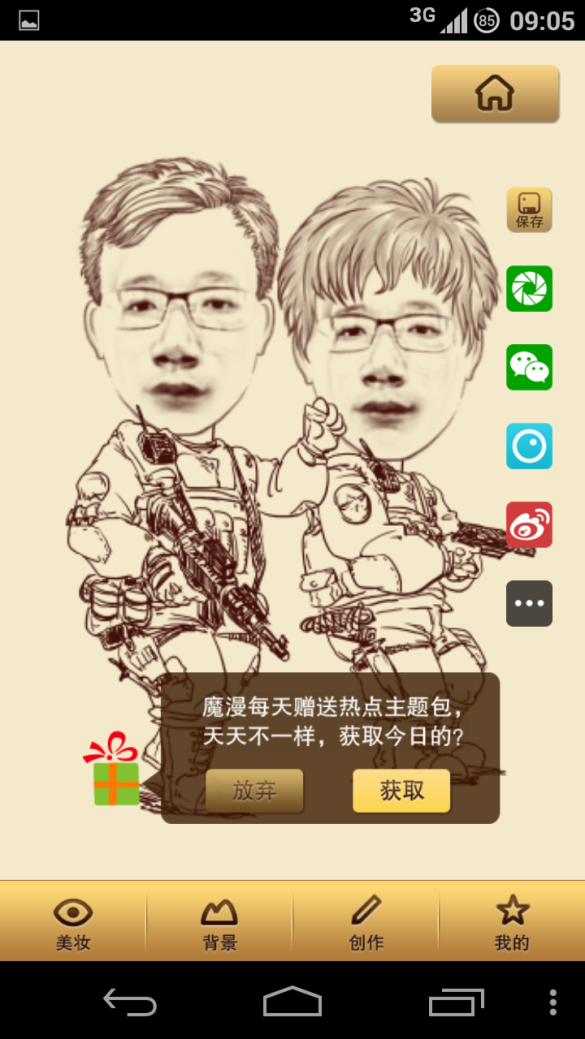 3G
85
09:05
保存
魔漫每天赠送热点主题包，
天天不一样，获取今日的？
放弃
获取
美妆
背景
创作
我的